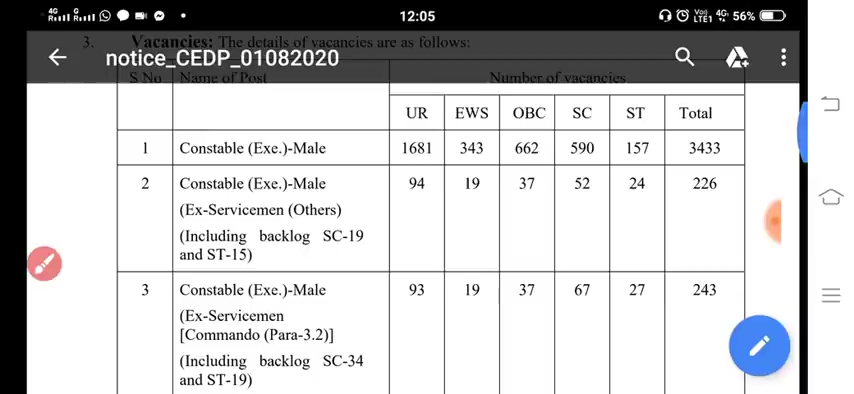 4G R 4G R 12:05 Vo) LTE1 4G 56%
3. Vacancies: The details of vacancies are as follows:
notice_CEDP_01082020
S No Name of Post Number of vacancies
UR EWS OBC SC ST Total
1 Constable (Exe.)-Male 1681 343 662 590 157 3433
2 Constable (Exe.)-Male 94 19 37 52 24 226
(Ex-Servicemen (Others)
(Including backlog SC-19
and ST-15)
3 Constable (Exe.)-Male 93 19 37 67 27 243
(Ex-Servicemen
[Commando (Para-3.2)]
(Including backlog SC-34
and ST-19)